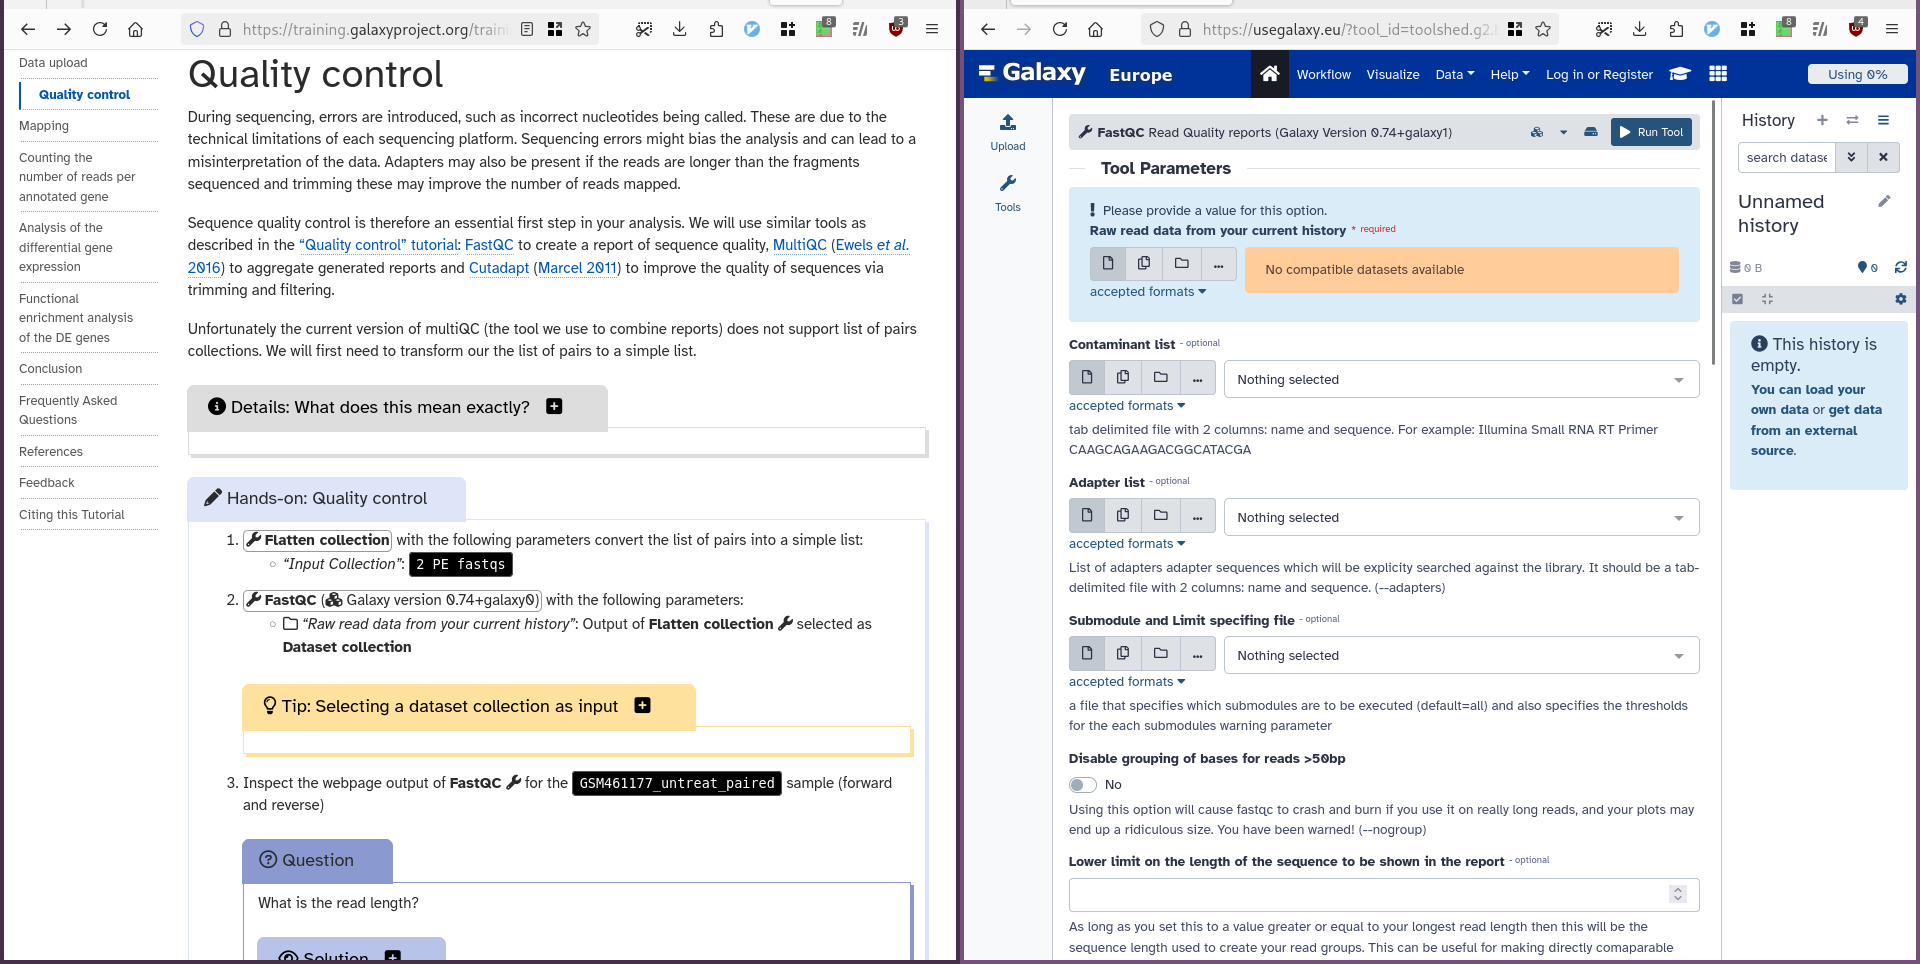 https://training.galaxyproject.org/traini
8
3
Data upload
Quality control
Mapping
Counting the
number of reads per
annotated gene
Analysis of the
differential gene
expression
Functional
enrichment analysis
of the DE genes
Conclusion
Frequently Asked
Questions
References
Feedback
Citing this Tutorial
Quality control
During sequencing, errors are introduced, such as incorrect nucleotides being called. These are due to the
technical limitations of each sequencing platform. Sequencing errors might bias the analysis and can lead to a
misinterpretation of the data. Adapters may also be present if the reads are longer than the fragments
sequenced and trimming these may improve the number of reads mapped.
Sequence quality control is therefore an essential first step in your analysis. We will use similar tools as
described in the “Quality control” tutorial: FastQC to create a report of sequence quality, MultiQC (Ewels et al.
2016) to aggregate generated reports and Cutadapt (Marcel 2011) to improve the quality of sequences via
trimming and filtering.
Unfortunately the current version of multiQC (the tool we use to combine reports) does not support list of pairs
collections. We will first need to transform our the list of pairs to a simple list.
Details: What does this mean exactly?
Hands-on: Quality control
1. Flatten collection with the following parameters convert the list of pairs into a simple list:
“Input Collection”: 2 PE fastqs
2. FastQC ( Galaxy version 0.74+galaxy0) with the following parameters:
“Raw read data from your current history”: Output of Flatten collection selected as
Dataset collection
Tip: Selecting a dataset collection as input
3. Inspect the webpage output of FastQC for the GSM461177_untreat_paired sample (forward
and reverse)
Question
What is the read length?
Solution
https://usegalaxy.eu/?tool_id=toolshed.g2.
8
4
Galaxy Europe
Workflow Visualize Data Help Log in or Register
Using 0%
Upload
Tools
FastQC Read Quality reports (Galaxy Version 0.74+galaxy1)
Run Tool
Tool Parameters
Please provide a value for this option.
Raw read data from your current history * required
...
No compatible datasets available
accepted formats
Contaminant list - optional
...
Nothing selected
accepted formats
tab delimited file with 2 columns: name and sequence. For example: Illumina Small RNA RT Primer
CAAGCAGAAGACGGCATACGA
Adapter list - optional
...
Nothing selected
accepted formats
List of adapters adapter sequences which will be explicity searched against the library. It should be a tab-
delimited file with 2 columns: name and sequence. (--adapters)
Submodule and Limit specifing file - optional
...
Nothing selected
accepted formats
a file that specifies which submodules are to be executed (default=all) and also specifies the thresholds
for the each submodules warning parameter
Disable grouping of bases for reads >50bp
No
Using this option will cause fastqc to crash and burn if you use it on really long reads, and your plots may
end up a ridiculous size. You have been warned! (--nogroup)
Lower limit on the length of the sequence to be shown in the report - optional
As long as you set this to a value greater or equal to your longest read length then this will be the
sequence length used to create your read groups. This can be useful for making directly comaparable
History
search datase
Unnamed
history
0 B
0
This history is
empty.
You can load your
own data or get data
from an external
source.